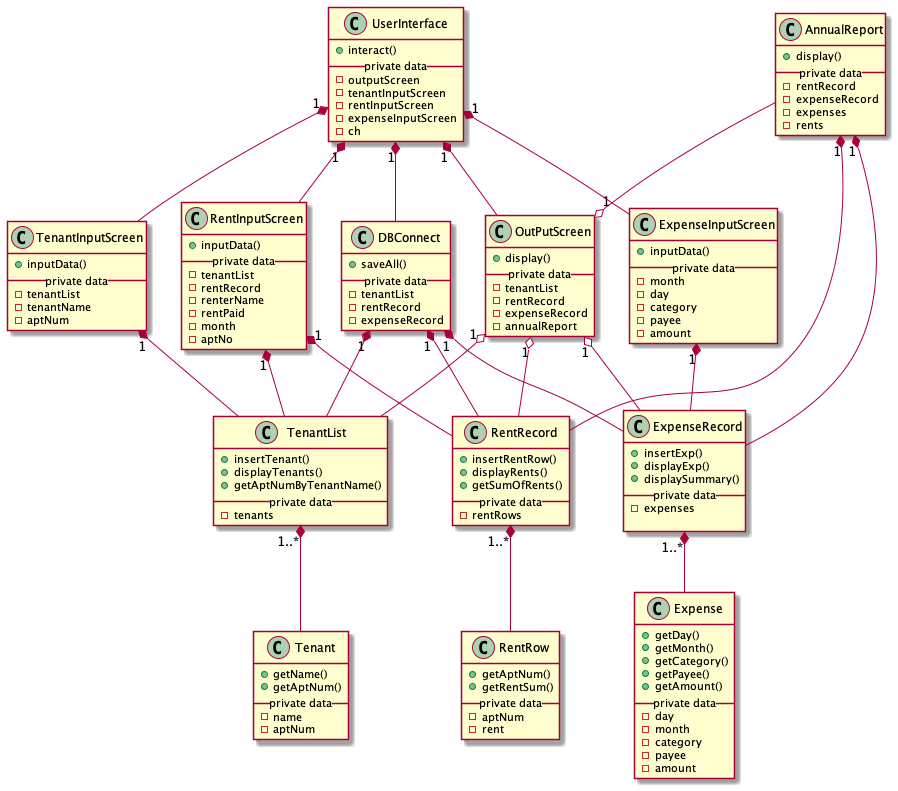 C UserInterface
interact()
private data
outputScreen
tenantInputScreen
rentInputScreen
expenseInputScreen
ch
C AnnualReport
display()
private data
rentRecord
expenseRecord
expenses
rents
1
1
1
1
1
1
1
C TenantInputScreen
inputData()
private data
tenantList
tenantName
aptNum
C RentInputScreen
inputData()
private data
tenantList
rentRecord
renterName
rentPaid
month
aptNo
C DBConnect
saveAll()
private data
tenantList
rentRecord
expenseRecord
1
C OutPutScreen
display()
private data
tenantList
rentRecord
expenseRecord
annualReport
C ExpenseInputScreen
inputData()
private data
month
day
category
payee
amount
1
1
1
1
1
1
1
1
1
1
C TenantList
insertTenant()
displayTenants()
getAptNumByTenantName()
private data
tenants
C RentRecord
insertRentRow()
displayRents()
getSumOfRents()
private data
rentRows
C ExpenseRecord
insertExp()
displayExp()
displaySummary()
private data
expenses
1..*
1..*
1..*
C Tenant
getName()
getAptNum()
private data
name
aptNum
C RentRow
getAptNum()
getRentSum()
private data
aptNum
rent
C Expense
getDay()
getMonth()
getCategory()
getPayee()
getAmount()
private data
day
month
category
payee
amount